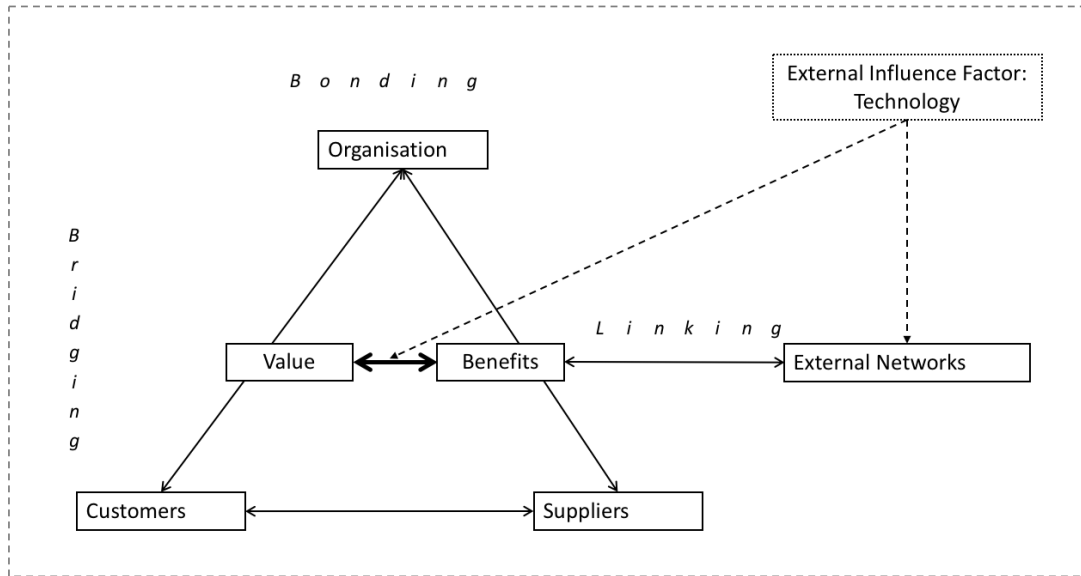 B o n d i n g
External Influence Factor:
Technology
Organisation
B r i d g i n g
L i n k i n g
Value
Benefits
External Networks
Customers
Suppliers